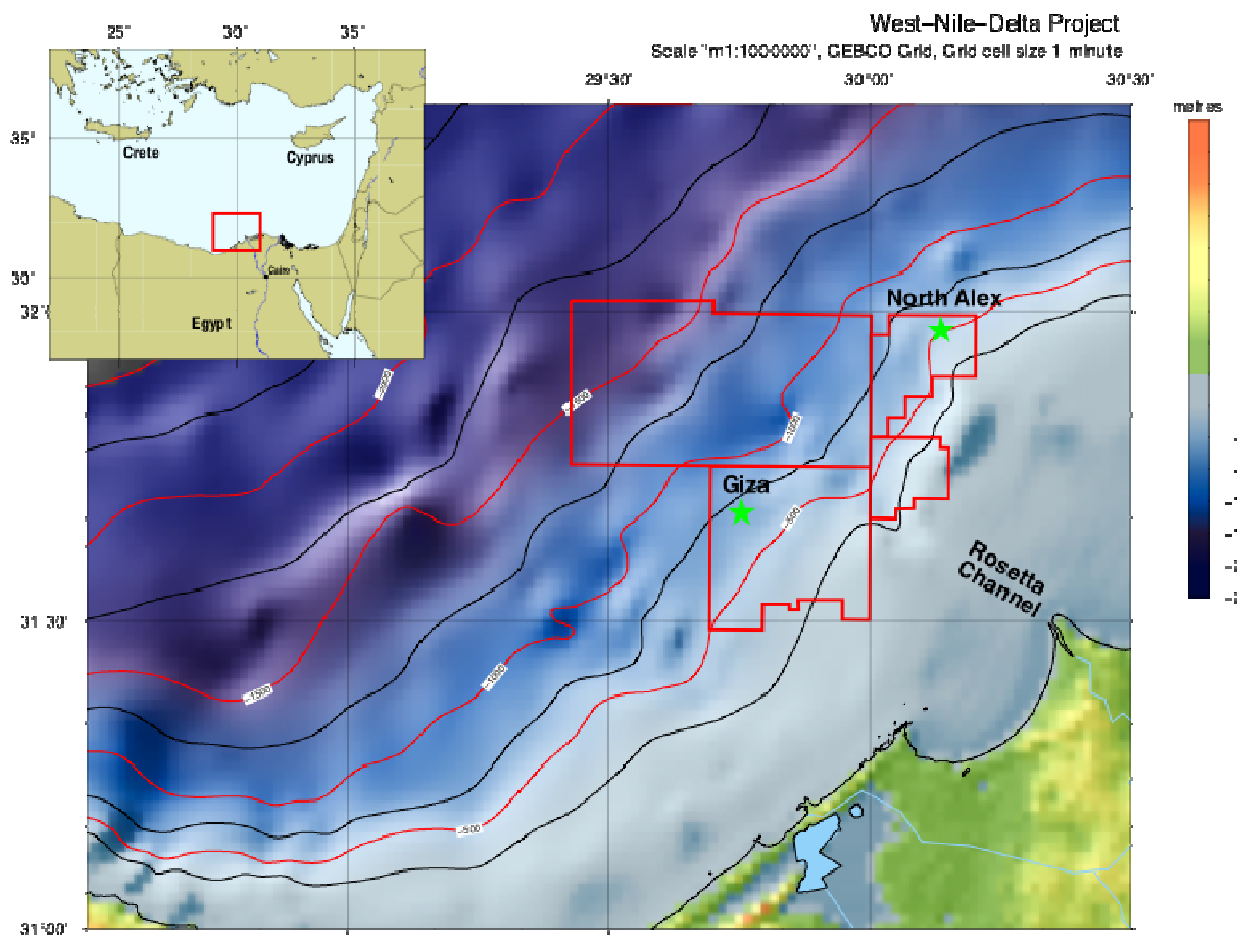 West-Nile-Delta Project
Scale "m1:1000000", GEBCO Grid, Grid cell size 1 minute
25° 30° 35°
29°30' 30°00' 30°30'
metres
35°
Crete
Cyprus
30°
Cairo
Egypt
32°
North Alex
-1000
Giza
-500
Rosetta
Channel
31°30'
-1500
-1000
-500
31°00'